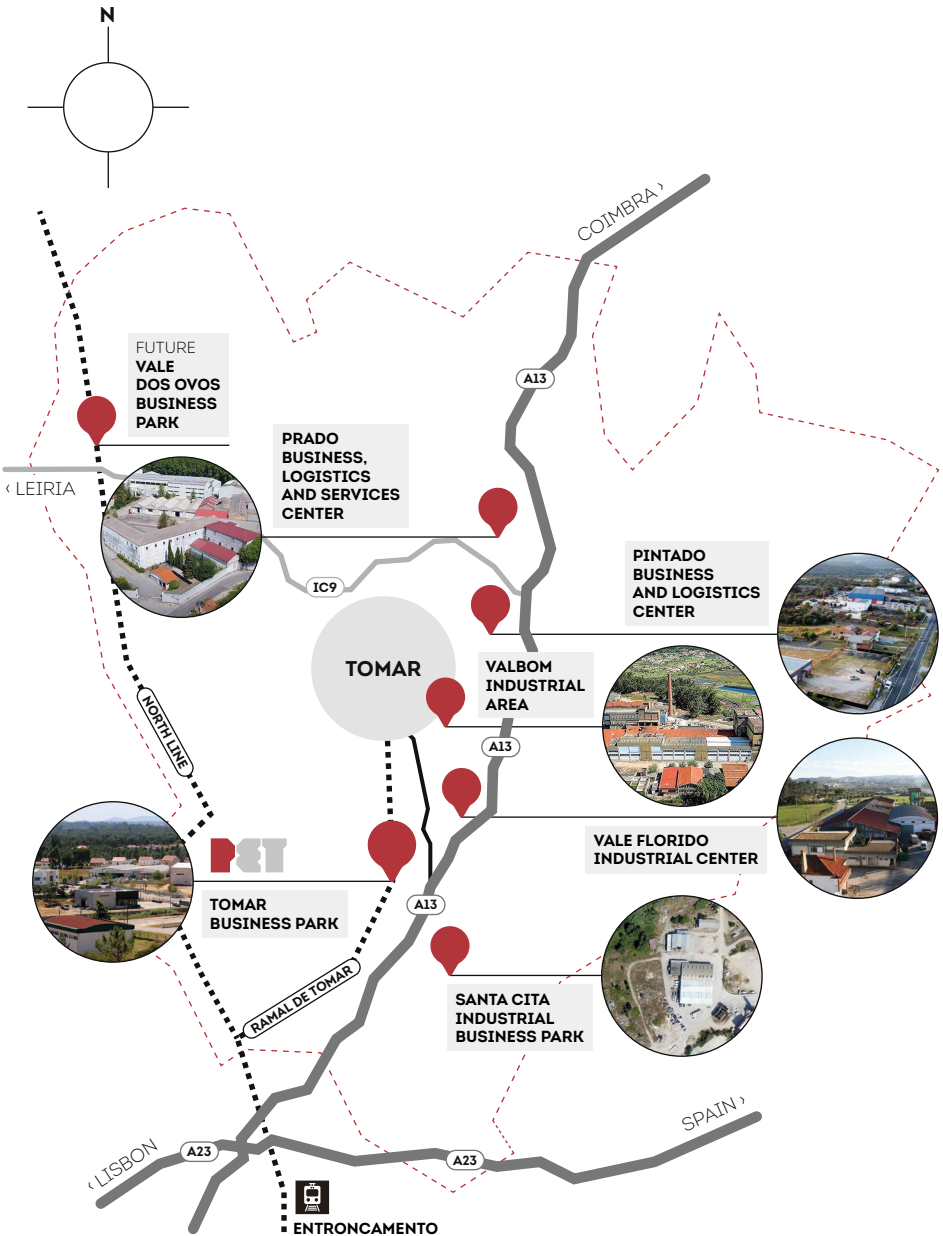 N
COIMBRA ›
A13
FUTURE
VALE
DOS OVOS
BUSINESS
PARK
PRADO
BUSINESS,
LOGISTICS
AND SERVICES
CENTER
‹ LEIRIA
IC9
PINTADO
BUSINESS
AND LOGISTICS
CENTER
TOMAR
VALBOM
INDUSTRIAL
AREA
NORTH LINE
A13
VALE FLORIDO
INDUSTRIAL CENTER
PET
TOMAR
BUSINESS PARK
A13
RAMAL DE TOMAR
SANTA CITA
INDUSTRIAL
BUSINESS PARK
SPAIN ›
‹ LISBON
A23
A23
ENTRONCAMENTO